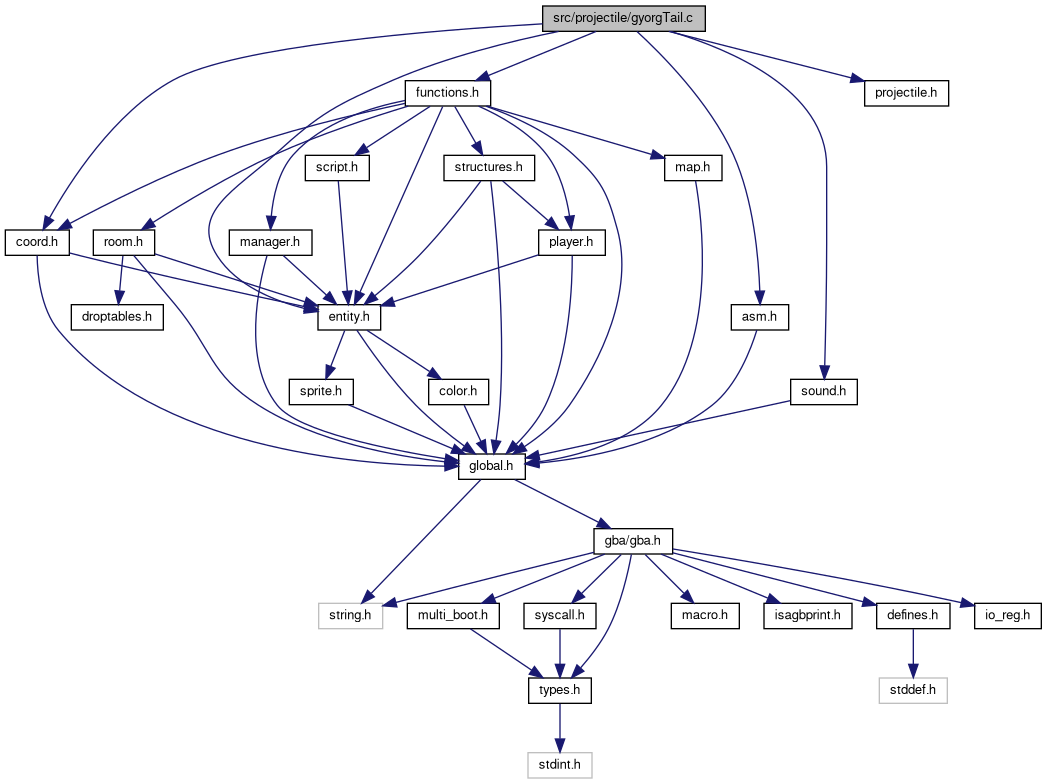 src/projectile/gyorgTail.c
functions.h
projectile.h
script.h
structures.h
map.h
coord.h
room.h
manager.h
player.h
droptables.h
entity.h
asm.h
sprite.h
color.h
sound.h
global.h
gba/gba.h
string.h
multi_boot.h
syscall.h
macro.h
isagbprint.h
defines.h
io_reg.h
types.h
stddef.h
stdint.h